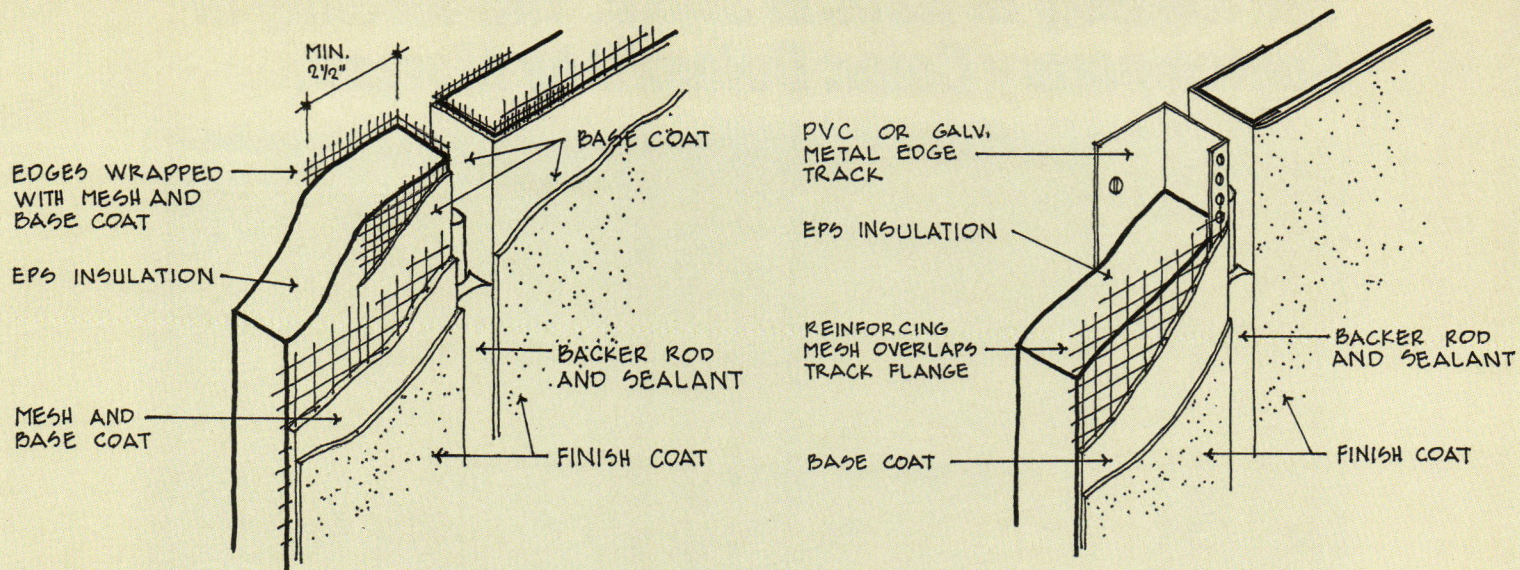 MIN.
2 1/2"
EDGES WRAPPED
WITH MESH AND
BASE COAT
BASE COAT
EPS INSULATION
BACKER ROD
AND SEALANT
MESH AND
BASE COAT
FINISH COAT
PVC OR GALV.
METAL EDGE
TRACK
EPS INSULATION
REINFORCING
MESH OVERLAPS
TRACK FLANGE
BACKER ROD
AND SEALANT
BASE COAT
FINISH COAT